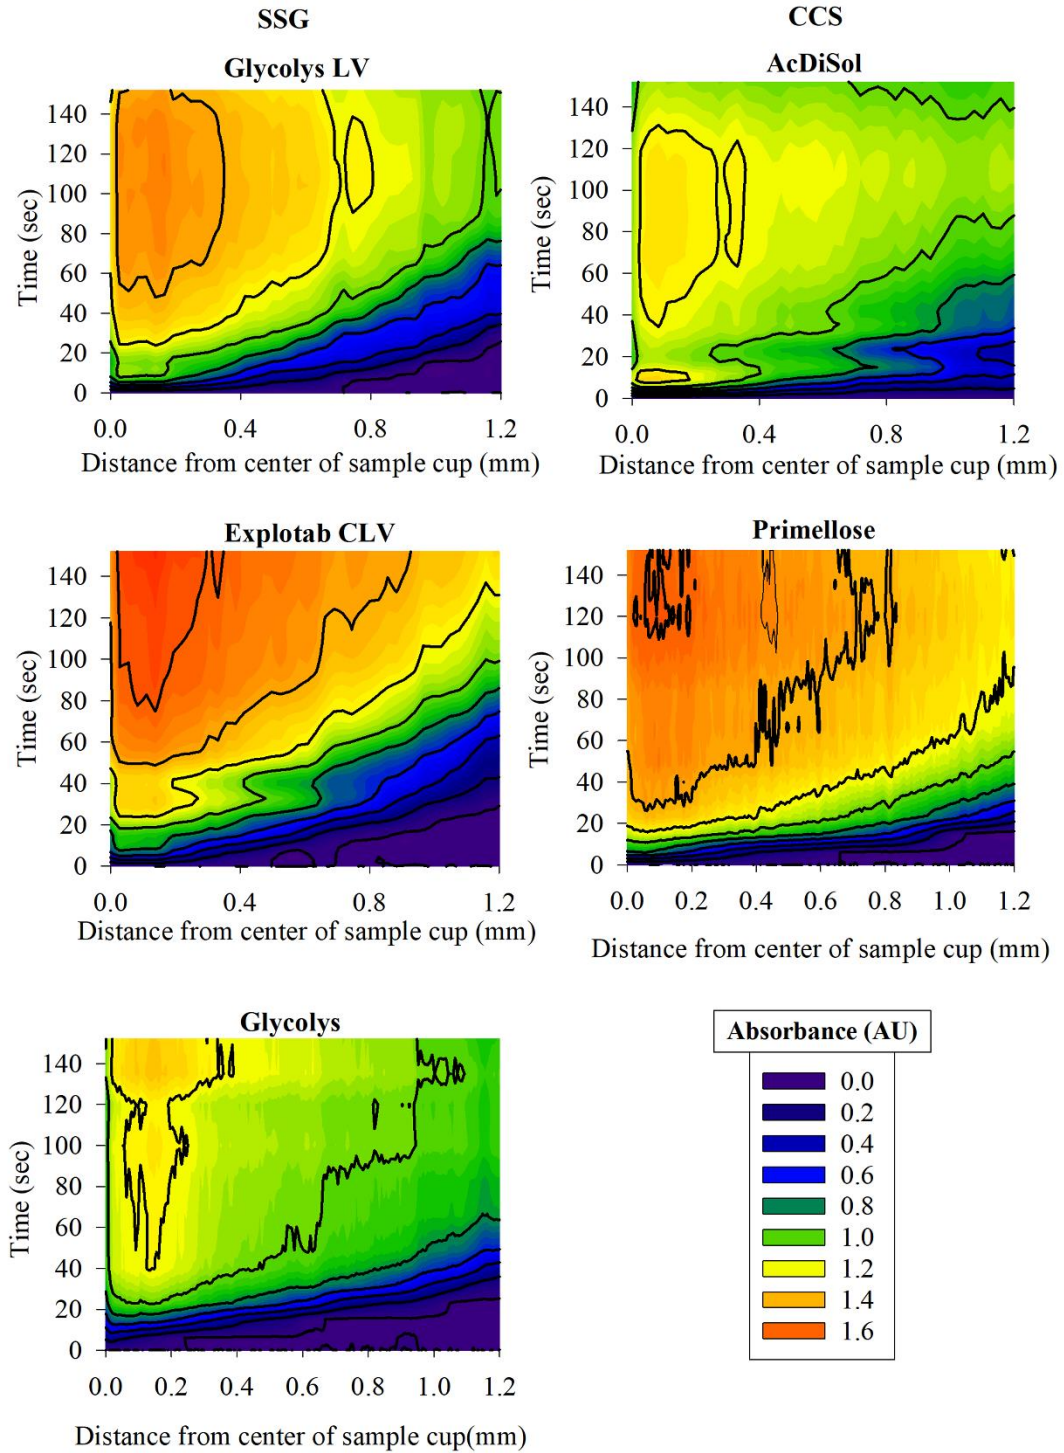 SSG
CCS
Glycolys LV
Time (sec)
140
120
100
80
60
40
20
0
0.0 0.4 0.8 1.2
Distance from center of sample cup (mm)
AcDiSol
Time (sec)
140
120
100
80
60
40
20
0
0.0 0.4 0.8 1.2
Distance from center of sample cup (mm)
Explotab CLV
Time (sec)
140
120
100
80
60
40
20
0
0.0 0.4 0.8 1.2
Distance from center of sample cup (mm)
Primellose
Time (sec)
140
120
100
80
60
40
20
0
0.0 0.2 0.4 0.6 0.8 1.0 1.2
Distance from center of sample cup (mm)
Glycolys
Time (sec)
140
120
100
80
60
40
20
0
0.0 0.2 0.4 0.6 0.8 1.0 1.2
Distance from center of sample cup(mm)
Absorbance (AU)
0.0
0.2
0.4
0.6
0.8
1.0
1.2
1.4
1.6